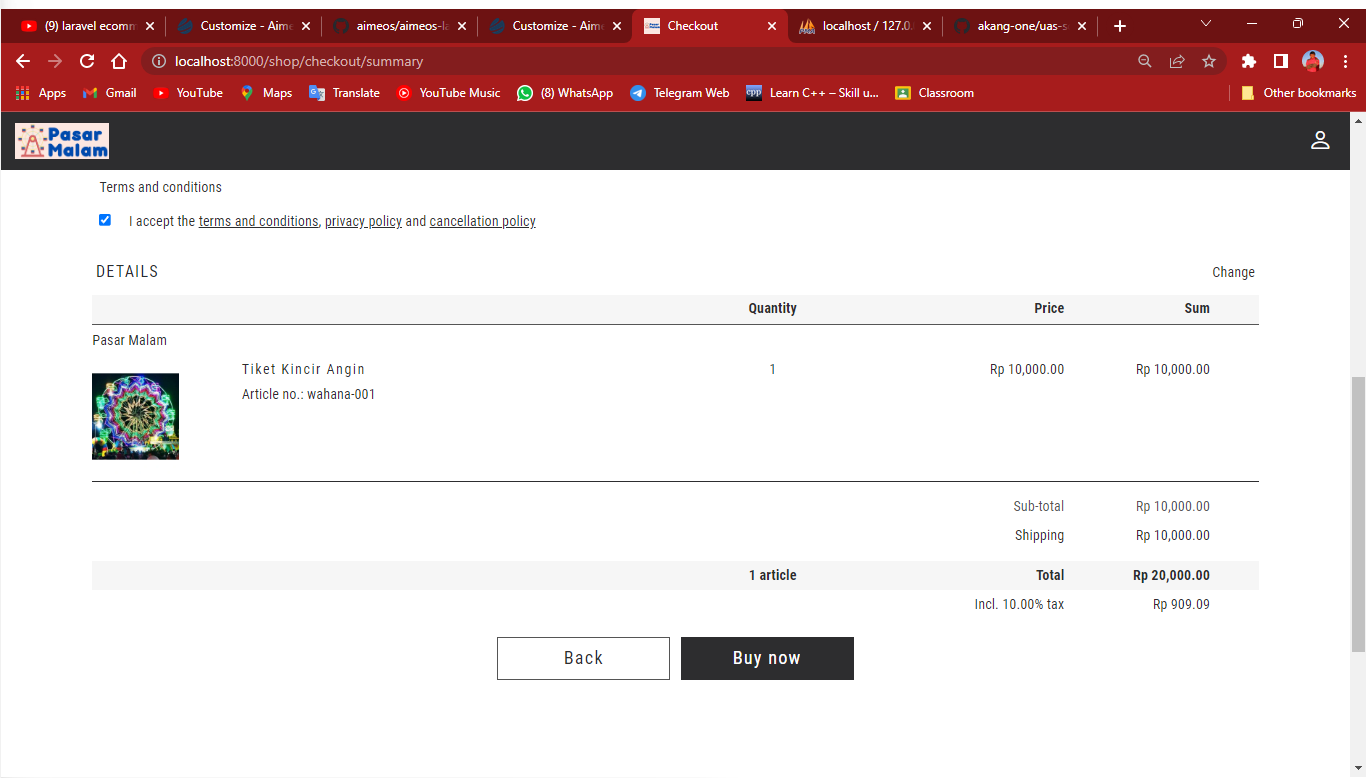 (9) laravel ecomm
Customize - Aime
aimeos/aimeos-la
Customize - Aime
Checkout
localhost / 127.0.
akang-one/uas-s
localhost:8000/shop/checkout/summary
Apps
Gmail
YouTube
Maps
Translate
YouTube Music
(8) WhatsApp
Telegram Web
Learn C++ – Skill u...
Classroom
Other bookmarks
Pasar
Malam
Terms and conditions
I accept the terms and conditions, privacy policy and cancellation policy
DETAILS
Change
Quantity Price Sum
Pasar Malam
Tiket Kincir Angin 1 Rp 10,000.00 Rp 10,000.00
Article no.: wahana-001
Sub-total Rp 10,000.00
Shipping Rp 10,000.00
1 article Total Rp 20,000.00
Incl. 10.00% tax Rp 909.09
Back
Buy now